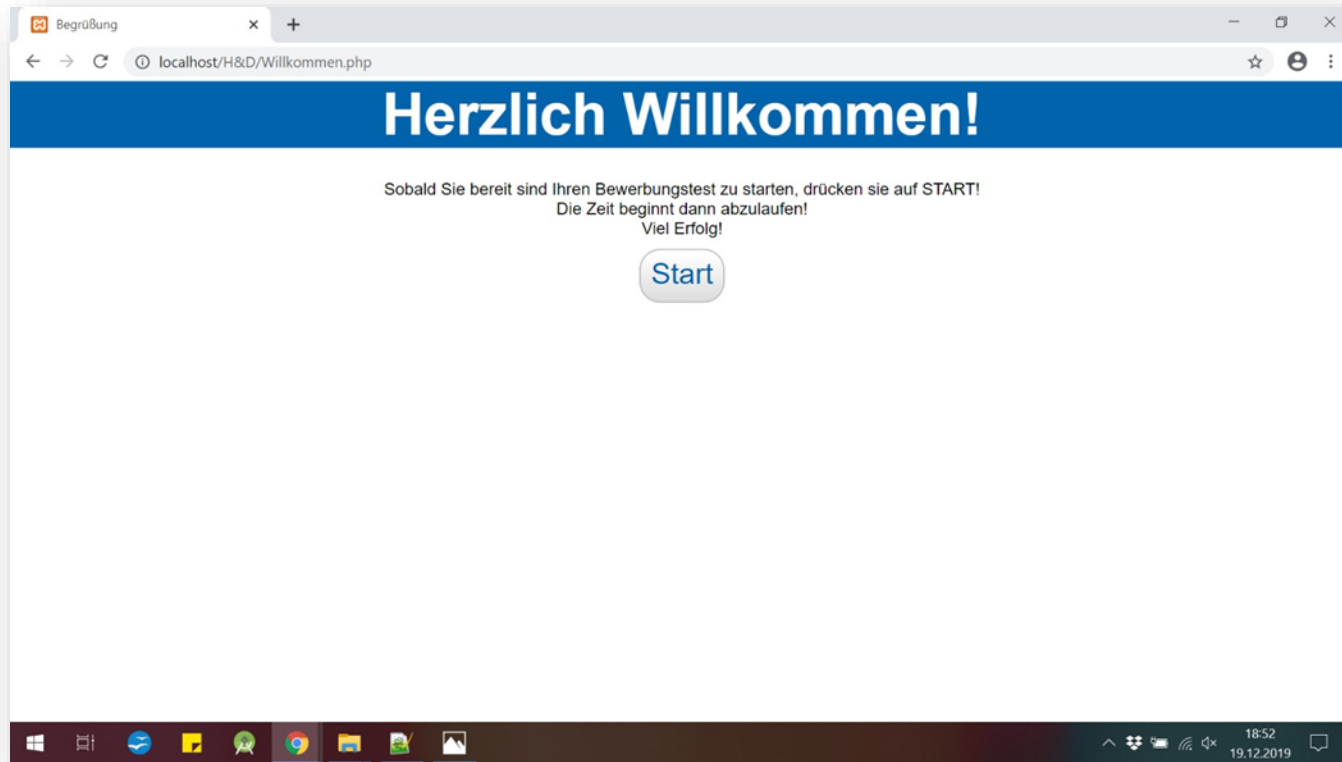 Begrüßung
localhost/H&D/Willkommen.php
Herzlich Willkommen!
Sobald Sie bereit sind Ihren Bewerbungstest zu starten, drücken sie auf START!
Die Zeit beginnt dann abzulaufen!
Viel Erfolg!
Start
18:52
19.12.2019